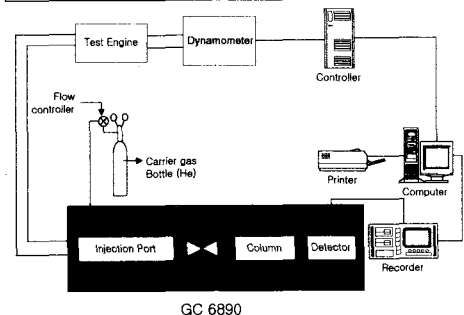 Test Engine
Dynamometer
Controller
Flow
controller
Carrier gas
Bottle (He)
Printer
Computer
Injection Port
Column
Detector
Recorder
GC 6890